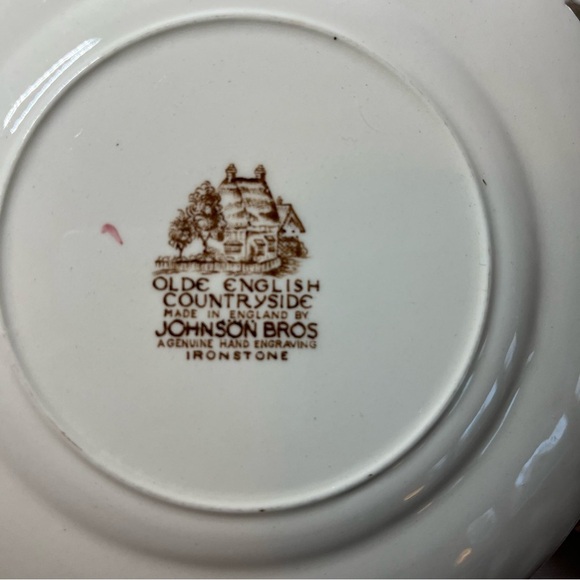 OLDE ENGLISH
COUNTRYSIDE
MADE IN ENGLAND BY
JOHNSON BROS
A GENUINE HAND ENGRAVING
IRONSTONE